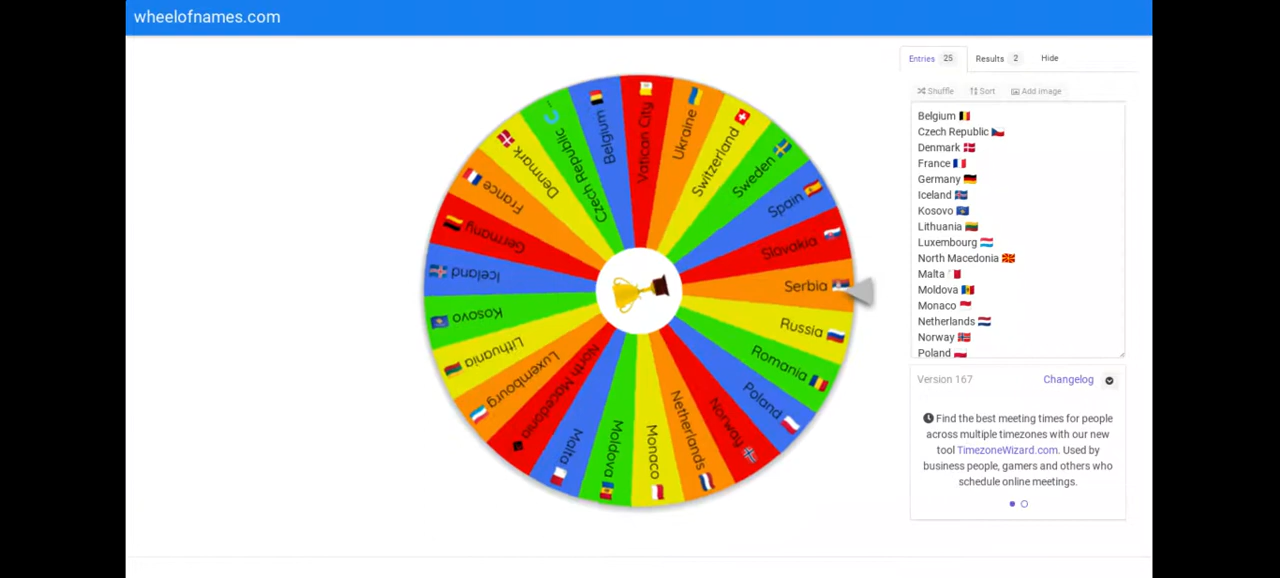 wheelofnames.com
Entries 25 Results 2 Hide
Shuffle Sort Add image
Belgium
Czech Republic
Denmark
France
Germany
Iceland
Kosovo
Lithuania
Luxembourg
North Macedonia
Malta
Moldova
Monaco
Netherlands
Norway
Poland
Version 167 Changelog
Find the best meeting times for people
across multiple timezones with our new
tool TimezoneWizard.com. Used by
business people, gamers and others who
schedule online meetings.
Vatican City
Ukraine
Switzerland
Sweden
Spain
Slovakia
Serbia
Russia
Romania
Poland
Norway
Netherlands
Monaco
Moldova
Malta
North Macedonia
Luxembourg
Lithuania
Kosovo
Iceland
Germany
France
Denmark
Czech Republic
Belgium